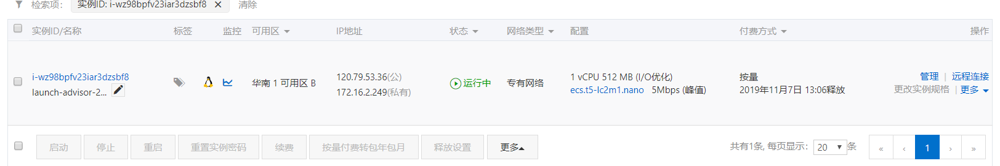 检索项： 实例ID: i-wz98bpfv23iar3dzsbf8 ✕ 清除
实例ID/名称 标签 监控 可用区 IP地址 状态 网络类型 配置 付费方式 操作
i-wz98bpfv23iar3dzsbf8
launch-advisor-2...
华南 1 可用区 B
120.79.53.36(公)
172.16.2.249(私有)
运行中
专有网络
1 vCPU 512 MB (I/O优化)
ecs.t5-lc2m1.nano 5Mbps (峰值)
按量
2019年11月7日 13:06释放
管理 | 远程连接
更改实例规格 | 更多
启动 停止 重启 重置实例密码 续费 按量付费转包年包月 释放设置 更多
共有1条, 每页显示： 20 条 « ‹ 1 › »